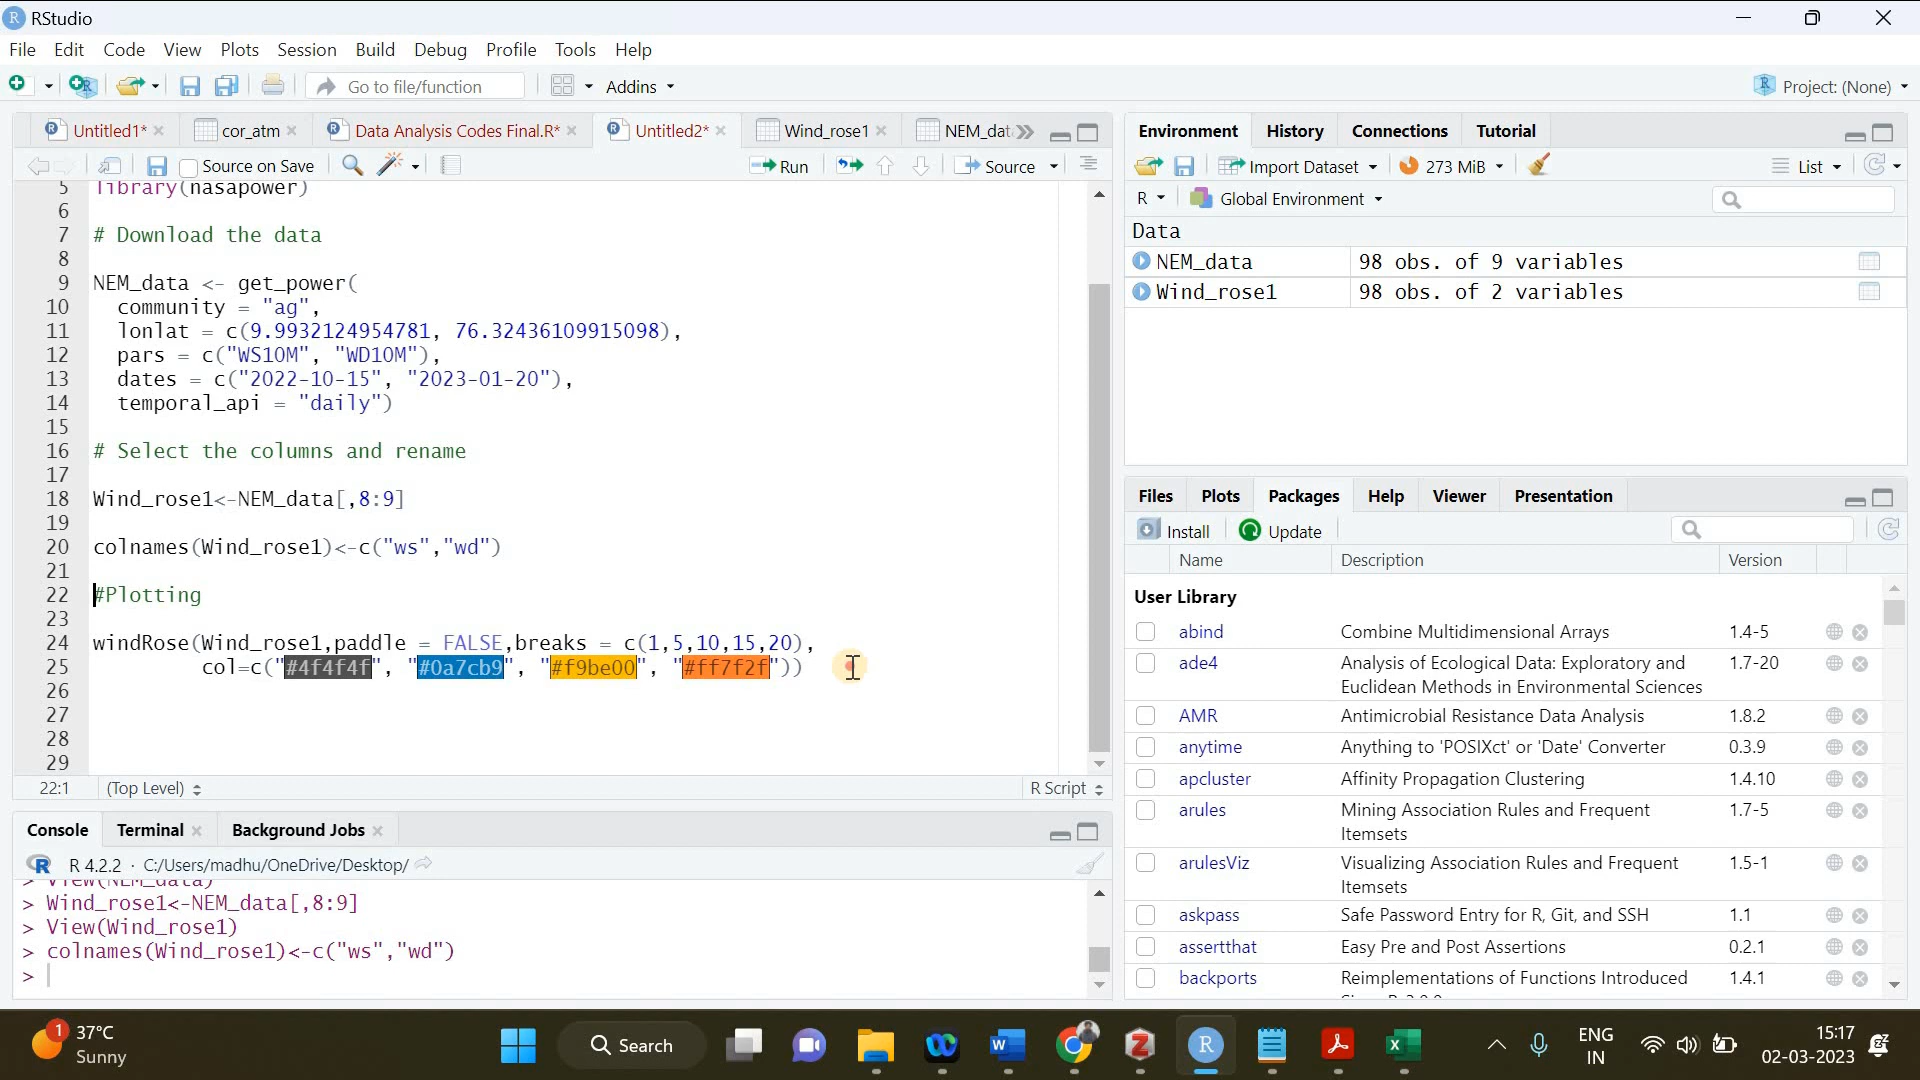 RStudio
File Edit Code View Plots Session Build Debug Profile Tools Help
Go to file/function Addins Project: (None)
Untitled1* cor_atm Data Analysis Codes Final.R* Untitled2* Wind_rose1 NEM_dat
Source on Save Run Source
5 library(nasapower)
6
7 # Download the data
8
9 NEM_data <- get_power(
10 community = "ag",
11 lonlat = c(9.9932124954781, 76.32436109915098),
12 pars = c("WS10M", "WD10M"),
13 dates = c("2022-10-15", "2023-01-20"),
14 temporal_api = "daily")
15
16 # Select the columns and rename
17
18 Wind_rose1<-NEM_data[,8:9]
19
20 colnames(Wind_rose1)<-c("ws","wd")
21
22 #Plotting
23
24 windRose(Wind_rose1,paddle = FALSE,breaks = c(1,5,10,15,20),
25 col=c("#4f4f4f", "#0a7cb9", "#f9be00", "#ff7f2f"))
26
27
28
29
22:1 (Top Level) R Script
Console Terminal Background Jobs
R 4.2.2 · C:/Users/madhu/OneDrive/Desktop/
> View(NEM_data)
> Wind_rose1<-NEM_data[,8:9]
> View(Wind_rose1)
> colnames(Wind_rose1)<-c("ws","wd")
>
Environment History Connections Tutorial
Import Dataset 273 MiB List
R Global Environment
Data
NEM_data 98 obs. of 9 variables
Wind_rose1 98 obs. of 2 variables
Files Plots Packages Help Viewer Presentation
Install Update
Name Description Version
User Library
abind Combine Multidimensional Arrays 1.4-5
ade4 Analysis of Ecological Data: Exploratory and 1.7-20
Euclidean Methods in Environmental Sciences
AMR Antimicrobial Resistance Data Analysis 1.8.2
anytime Anything to 'POSIXct' or 'Date' Converter 0.3.9
apcluster Affinity Propagation Clustering 1.4.10
arules Mining Association Rules and Frequent 1.7-5
Itemsets
arulesViz Visualizing Association Rules and Frequent 1.5-1
Itemsets
askpass Safe Password Entry for R, Git, and SSH 1.1
assertthat Easy Pre and Post Assertions 0.2.1
backports Reimplementations of Functions Introduced 1.4.1
1 37°C
Sunny
Search
ENG
IN
15:17
02-03-2023